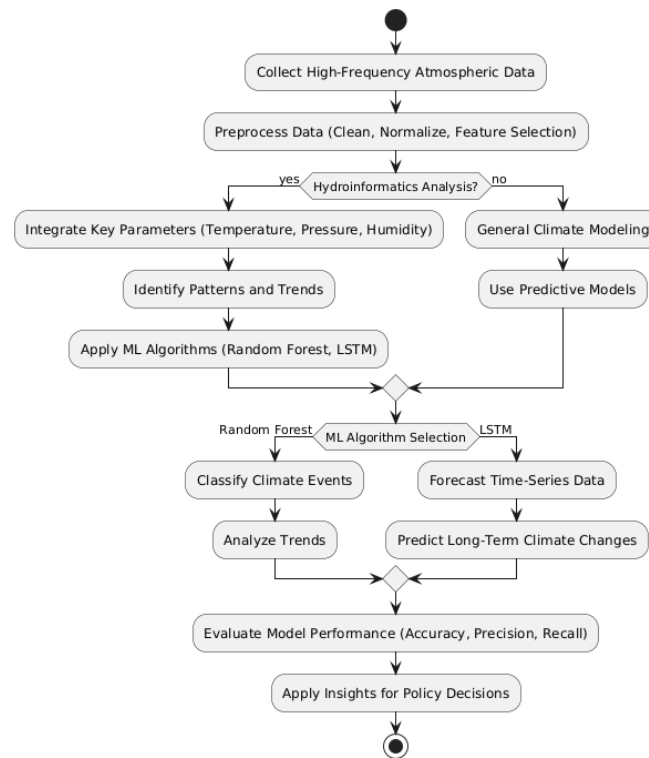 Collect High-Frequency Atmospheric Data
Preprocess Data (Clean, Normalize, Feature Selection)
yes
Hydroinformatics Analysis?
no
Integrate Key Parameters (Temperature, Pressure, Humidity)
General Climate Modeling
Identify Patterns and Trends
Use Predictive Models
Apply ML Algorithms (Random Forest, LSTM)
Random Forest
ML Algorithm Selection
LSTM
Classify Climate Events
Forecast Time-Series Data
Analyze Trends
Predict Long-Term Climate Changes
Evaluate Model Performance (Accuracy, Precision, Recall)
Apply Insights for Policy Decisions